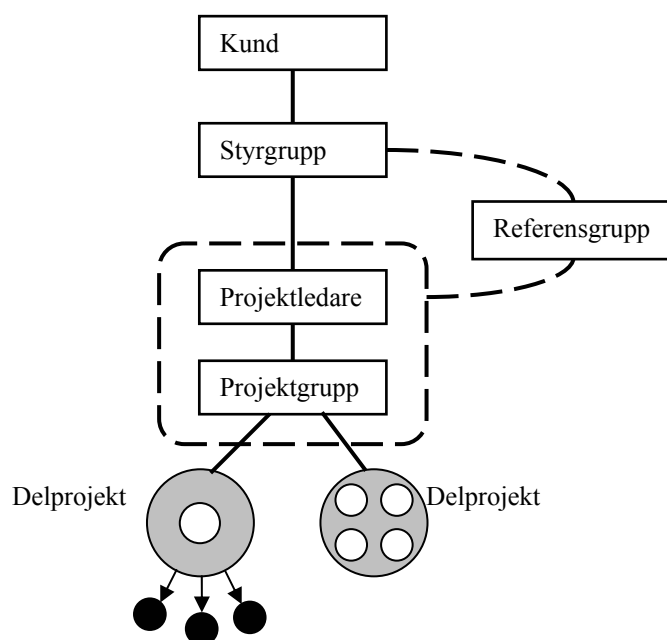 Kund
Styrgrupp
Referensgrupp
Projektledare
Projektgrupp
Delprojekt
Delprojekt